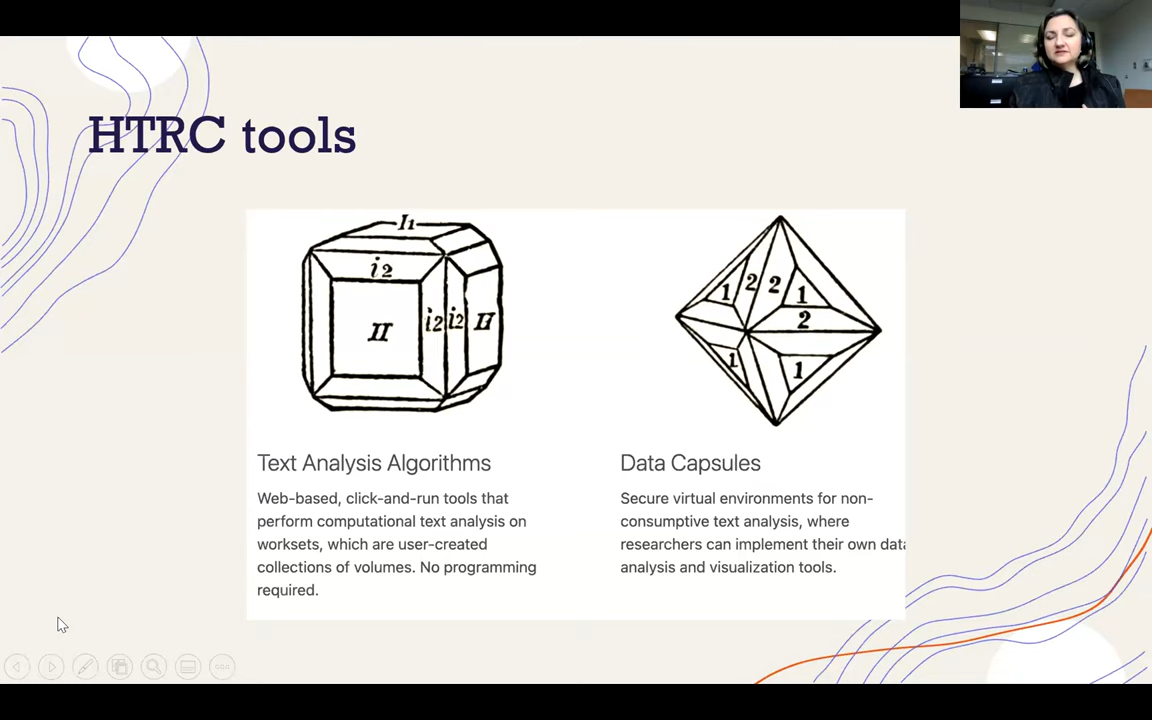 HTRC tools
I1
i2
II
i2
i2
H
1
2
2
1
2
1
1
Text Analysis Algorithms
Web-based, click-and-run tools that
perform computational text analysis on
worksets, which are user-created
collections of volumes. No programming
required.
Data Capsules
Secure virtual environments for non-
consumptive text analysis, where
researchers can implement their own data
analysis and visualization tools.